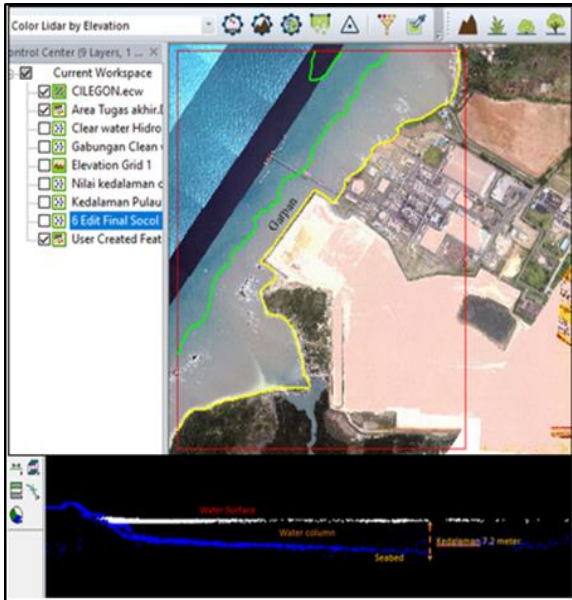 Color Lidar by Elevation
ontrol Center (9 Layers, 1 ...
Current Workspace
CILEGON.ecw
Area Tugas akhir.
Clear water Hidro
Gabungan Clean
Elevation Grid 1
Nilai kedalaman
Kedalaman Pulau
6 Edit Final Socol
User Created Feat
Garpan
Water Surface
Water column
Kedalaman 7.2 meter
Seabed